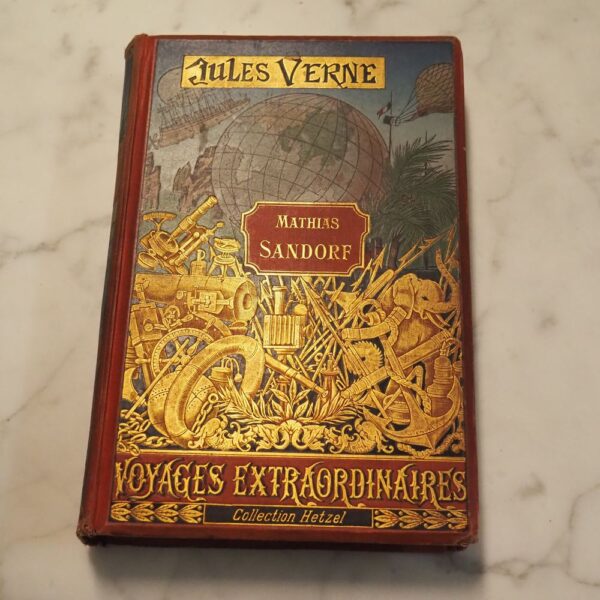 JULES VERNE
MATHIAS
SANDORF
VOYAGES EXTRAORDINAIRES
Collection Hetzel